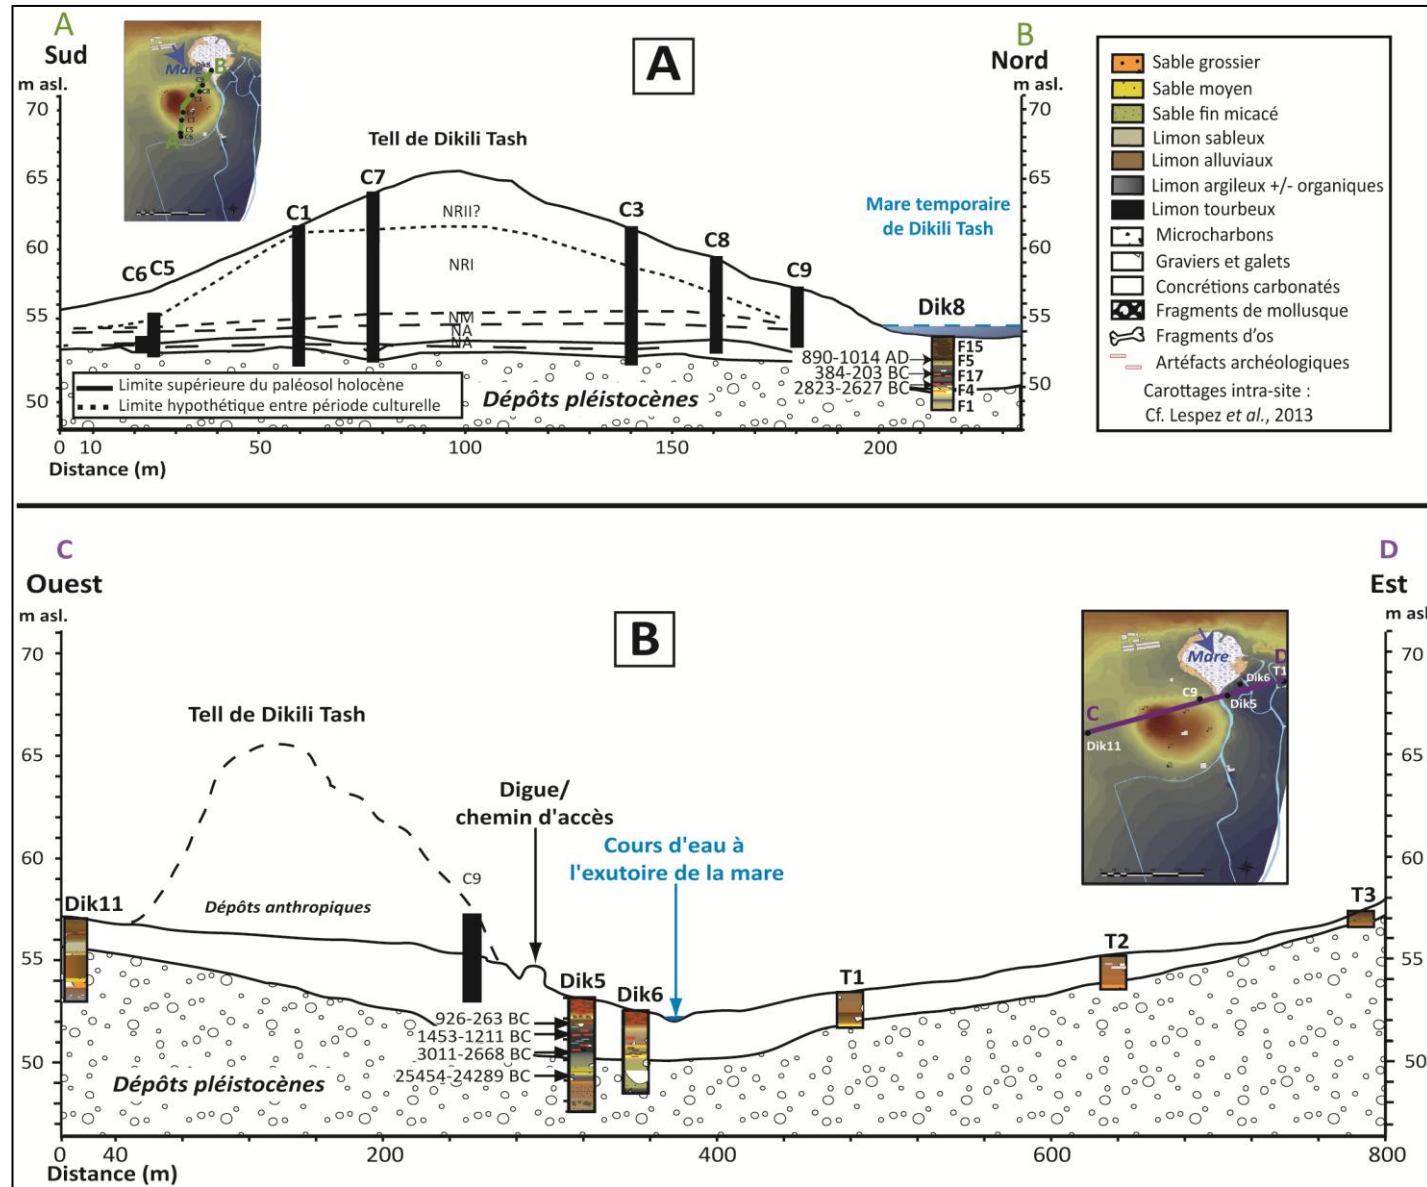 A
Sud
m asl.
Mare
B
A
A
B
Nord
m asl.
Sable grossier
Sable moyen
Sable fin micacé
Limon sableux
Limon alluviaux
Limon argileux +/- organiques
Limon tourbeux
Microcharbons
Graviers et galets
Concrétions carbonatés
Fragments de mollusque
Fragments d'os
Artéfacts archéologiques
Carottages intra-site :
Cf. Lespez et al., 2013
70
65
60
55
50
70
65
60
55
50
Tell de Dikili Tash
C6
C5
C1
C7
C3
C8
C9
Dik8
NRII?
NRI
NM
NA
NA
Mare temporaire
de Dikili Tash
890-1014 AD
384-203 BC
2823-2627 BC
F15
F5
F17
F4
F1
Limite supérieure du paléosol holocène
Limite hypothétique entre période culturelle
Dépôts pléistocènes
0 10 50 100 150 200
Distance (m)
C
Ouest
m asl.
B
D
Est
m asl.
Mare
D
T1
Dik6
C9
Dik5
C
Dik11
70
65
60
55
50
70
65
60
55
50
Tell de Dikili Tash
Digue/
chemin d'accès
Cours d'eau à
l'exutoire de la mare
Dik11
Dépôts anthropiques
C9
Dik5
Dik6
T1
T2
T3
926-263 BC
1453-1211 BC
3011-2668 BC
25454-24289 BC
Dépôts pléistocènes
0 40 200 400 600 800
Distance (m)